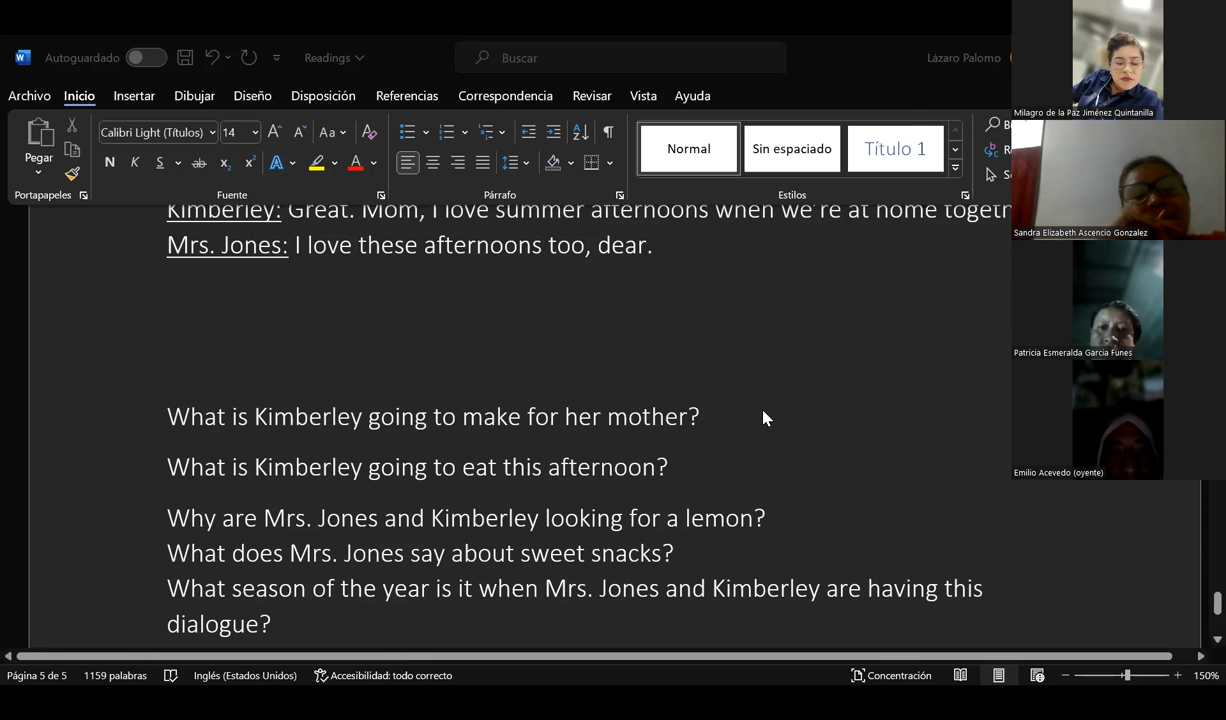 Autoguardado
Readings
Buscar
Lázaro Palomo
Archivo Inicio Insertar Dibujar Diseño Disposición Referencias Correspondencia Revisar Vista Ayuda
Pegar
Calibri Light (Títulos) 14
Normal
Sin espaciado
Título 1
Portapapeles
Fuente
Párrafo
Estilos
Kimberley: Great. Mom, I love summer afternoons when we're at home togeth
Mrs. Jones: I love these afternoons too, dear.
What is Kimberley going to make for her mother?
What is Kimberley going to eat this afternoon?
Why are Mrs. Jones and Kimberley looking for a lemon?
What does Mrs. Jones say about sweet snacks?
What season of the year is it when Mrs. Jones and Kimberley are having this
dialogue?
Página 5 de 5 1159 palabras Inglés (Estados Unidos) Accesibilidad: todo correcto Concentración 150%
Milagro de la Paz Jiménez Quintanilla
Sandra Elizabeth Ascencio Gonzalez
Patricia Esmeralda Garcia Funes
Emilio Acevedo (oyente)